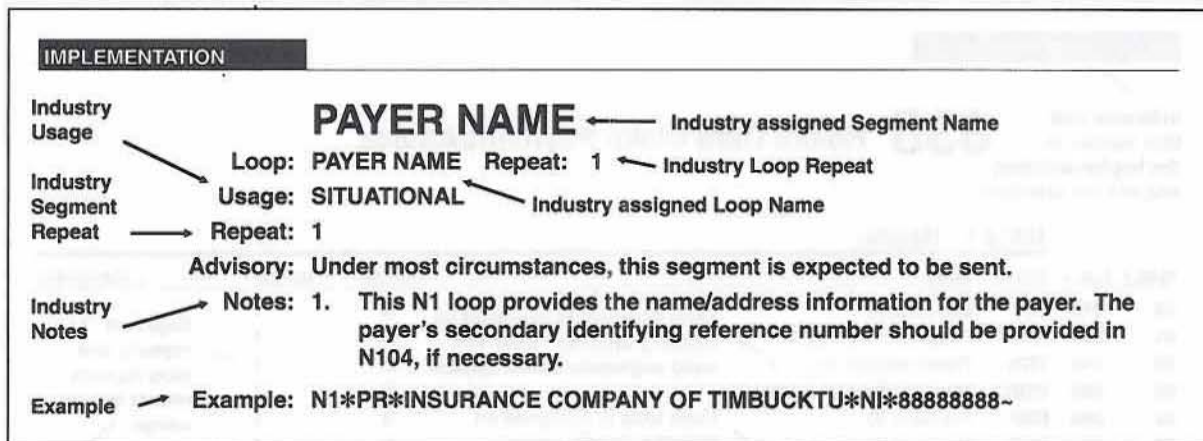 IMPLEMENTATION
Industry
Usage
PAYER NAME
Industry assigned Segment Name
Loop: PAYER NAME Repeat: 1
Industry Loop Repeat
Industry
Segment
Repeat
Usage: SITUATIONAL
Industry assigned Loop Name
Repeat: 1
Advisory: Under most circumstances, this segment is expected to be sent.
Industry
Notes
Notes: 1. This N1 loop provides the name/address information for the payer. The
payer's secondary identifying reference number should be provided in
N104, if necessary.
Example
Example: N1*PR*INSURANCE COMPANY OF TIMBUCKTU*NI*88888888~